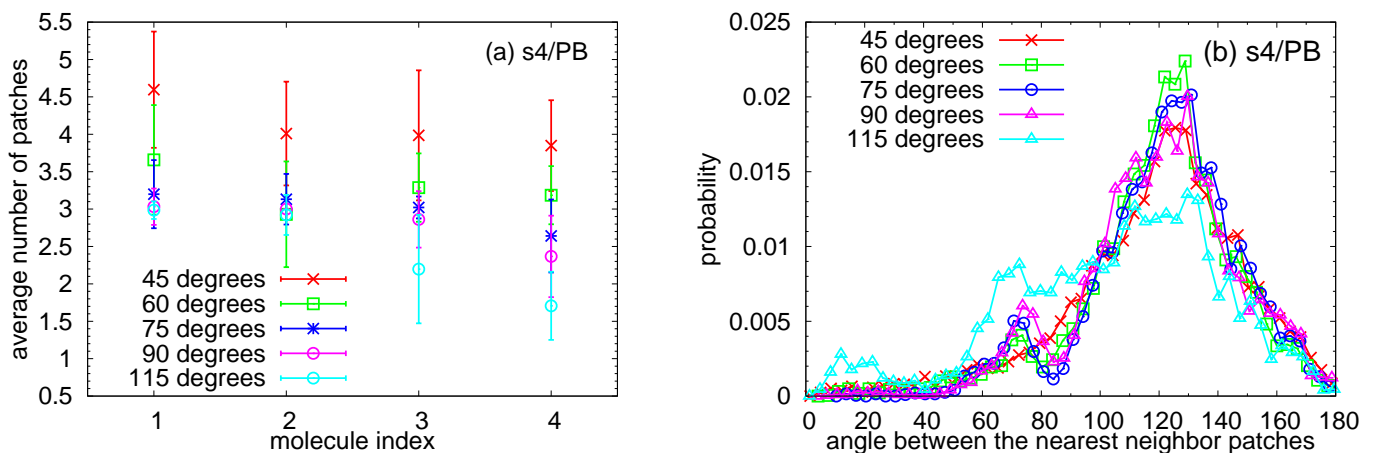 (a) s4/PB
average number of patches
5.5
5
4.5
4
3.5
3
2.5
2
1.5
1
0.5
45 degrees
60 degrees
75 degrees
90 degrees
115 degrees
1 2 3 4
molecule index
(b) s4/PB
probability
0.025
0.02
0.015
0.01
0.005
0
45 degrees
60 degrees
75 degrees
90 degrees
115 degrees
0 20 40 60 80 100 120 140 160 180
angle between the nearest neighbor patches